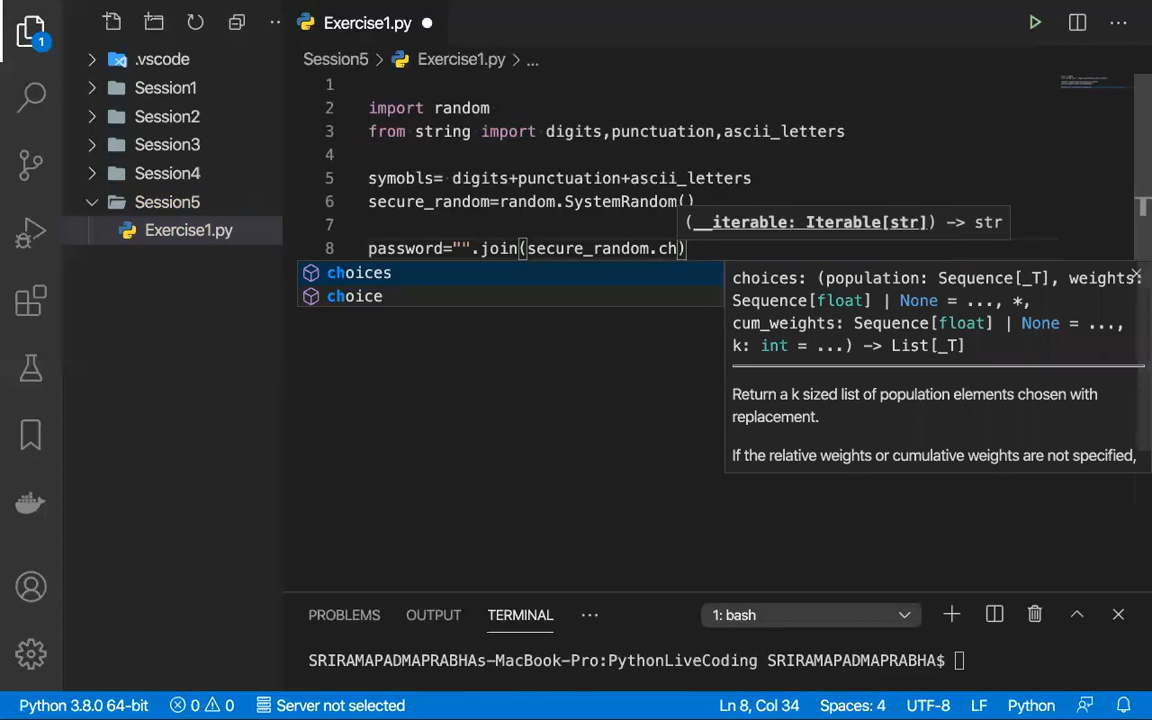 Exercise1.py
1
.vscode
Session1
Session2
Session3
Session4
Session5
Exercise1.py
Session5 > Exercise1.py > ...
1
2 import random
3 from string import digits,punctuation,ascii_letters
4
5 symobls= digits+punctuation+ascii_letters
6 secure_random=random.SystemRandom()
7
(__iterable: Iterable[str]) -> str
8 password="".join(secure_random.ch)
choices
choice
choices: (population: Sequence[_T], weights:
Sequence[float] | None = ..., *,
cum_weights: Sequence[float] | None = ...,
k: int = ...) -> List[_T]
Return a k sized list of population elements chosen with
replacement.
If the relative weights or cumulative weights are not specified,
PROBLEMS OUTPUT TERMINAL ... 1: bash
SRIRAMAPADMAPRABHAs-MacBook-Pro:PythonLiveCoding SRIRAMAPADMAPRABHA$
Python 3.8.0 64-bit 0 0 Server not selected Ln 8, Col 34 Spaces: 4 UTF-8 LF Python